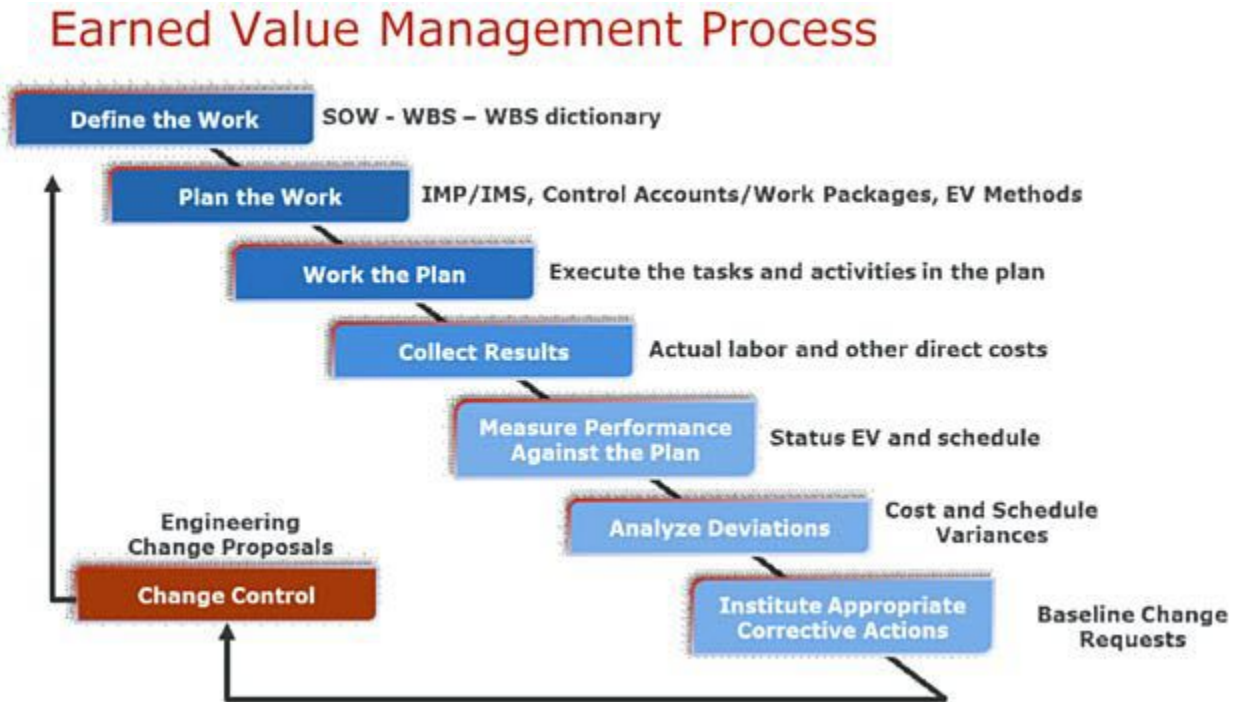 Earned Value Management Process
Define the Work
SOW - WBS – WBS dictionary
Plan the Work
IMP/IMS, Control Accounts/Work Packages, EV Methods
Work the Plan
Execute the tasks and activities in the plan
Collect Results
Actual labor and other direct costs
Measure Performance
Against the Plan
Status EV and schedule
Analyze Deviations
Cost and Schedule
Variances
Institute Appropriate
Corrective Actions
Baseline Change
Requests
Engineering
Change Proposals
Change Control